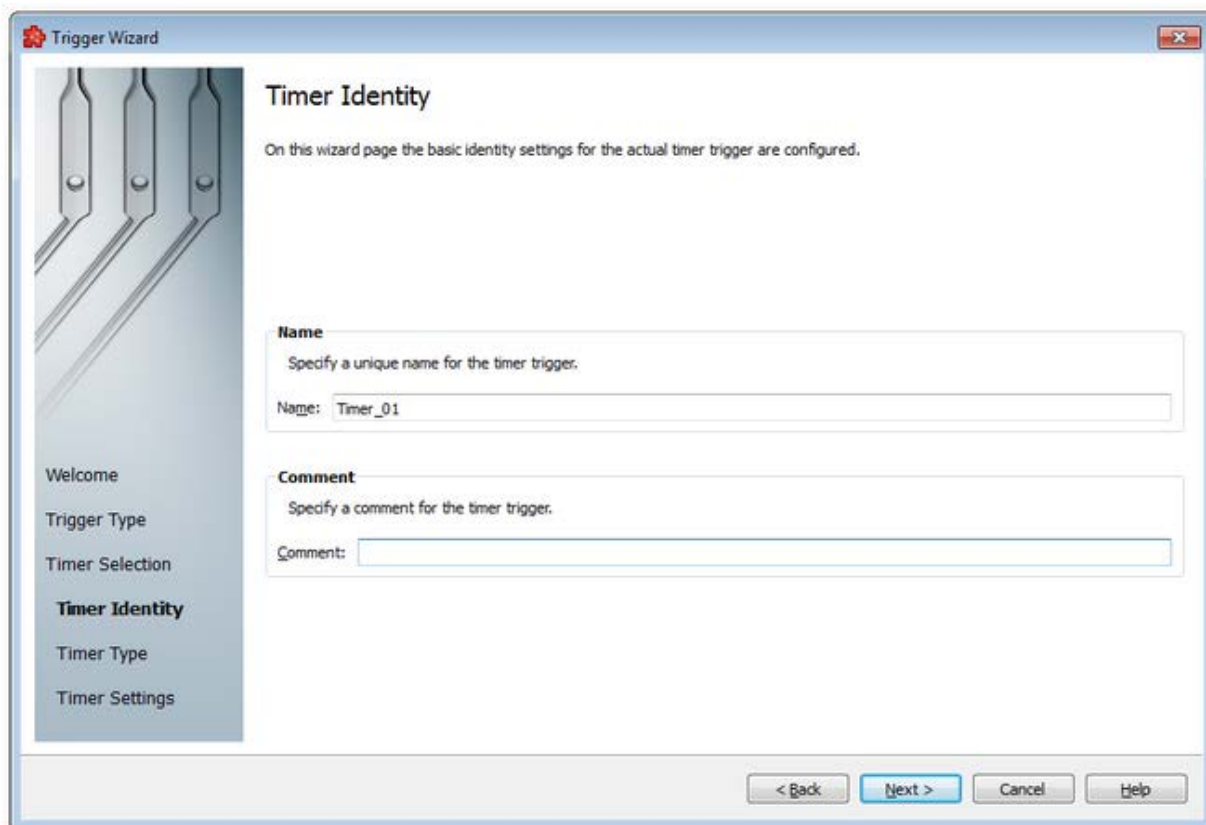 Trigger Wizard
Timer Identity
On this wizard page the basic identity settings for the actual timer trigger are configured.
Name
Specify a unique name for the timer trigger.
Name: Timer_01
Comment
Specify a comment for the timer trigger.
Comment:
Welcome
Trigger Type
Timer Selection
Timer Identity
Timer Type
Timer Settings
< Back Next > Cancel Help